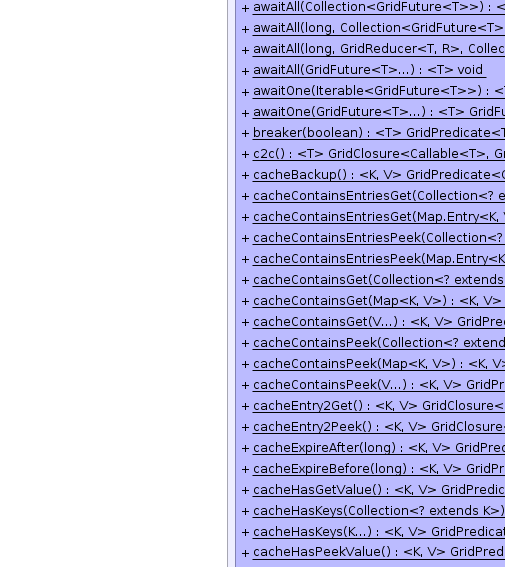 + awaitAll(Collection<GridFuture<T>>) : <
+ awaitAll(long, Collection<GridFuture<T>
+ awaitAll(long, GridReducer<T, R>, Collec
+ awaitAll(GridFuture<T>...) : <T> void
+ awaitOne(Iterable<GridFuture<T>>) : <T
+ awaitOne(GridFuture<T>...) : <T> GridFu
+ breaker(boolean) : <T> GridPredicate<T
+ c2c() : <T> GridClosure<Callable<T>, Gr
+ cacheBackup() : <K, V> GridPredicate<G
+ cacheContainsEntriesGet(Collection<? e
+ cacheContainsEntriesGet(Map.Entry<K,
+ cacheContainsEntriesPeek(Collection<?
+ cacheContainsEntriesPeek(Map.Entry<K
+ cacheContainsGet(Collection<? extends
+ cacheContainsGet(Map<K, V>) : <K, V>
+ cacheContainsGet(V...) : <K, V> GridPre
+ cacheContainsPeek(Collection<? extend
+ cacheContainsPeek(Map<K, V>) : <K, V>
+ cacheContainsPeek(V...) : <K, V> GridPr
+ cacheEntry2Get() : <K, V> GridClosure<
+ cacheEntry2Peek() : <K, V> GridClosure<
+ cacheExpireAfter(long) : <K, V> GridPred
+ cacheExpireBefore(long) : <K, V> GridPr
+ cacheHasGetValue() : <K, V> GridPredic
+ cacheHasKeys(Collection<? extends K>)
+ cacheHasKeys(K...) : <K, V> GridPredicat
+ cacheHasPeekValue() : <K, V> GridPred